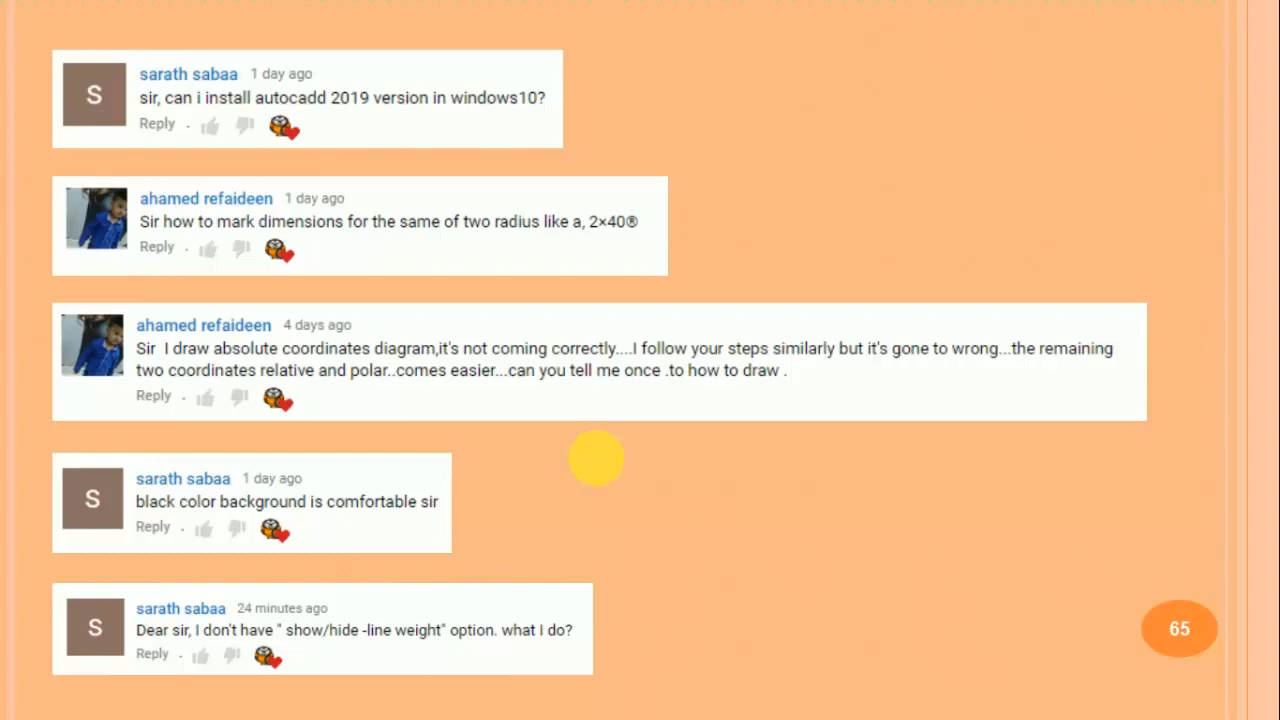 S
sarath sabaa 1 day ago
sir, can i install autocadd 2019 version in windows10?
Reply .
ahamed refaideen 1 day ago
Sir how to mark dimensions for the same of two radius like a, 2×40®
Reply .
ahamed refaideen 4 days ago
Sir I draw absolute coordinates diagram,it's not coming correctly....I follow your steps similarly but it's gone to wrong...the remaining
two coordinates relative and polar..comes easier...can you tell me once .to how to draw .
Reply .
S
sarath sabaa 1 day ago
black color background is comfortable sir
Reply .
S
sarath sabaa 24 minutes ago
Dear sir, I don't have " show/hide -line weight" option. what I do?
Reply .
65